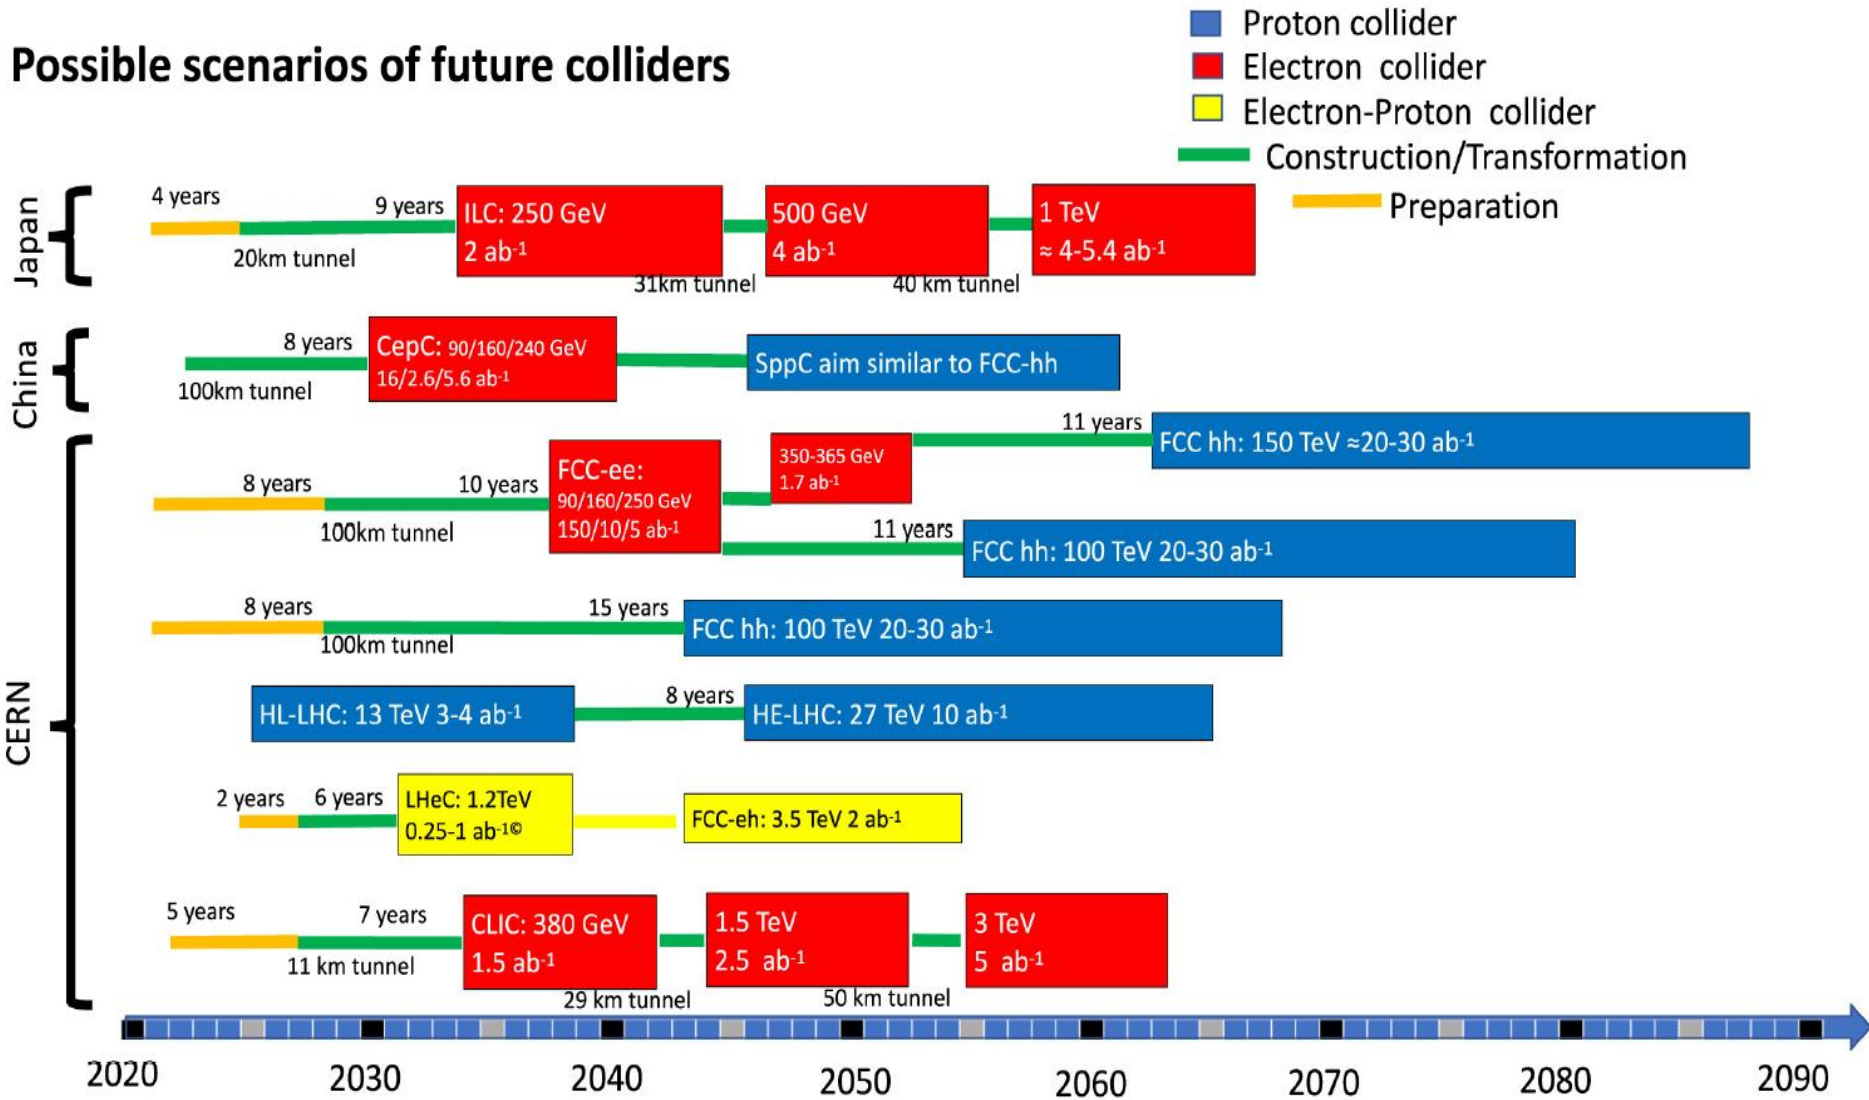 Possible scenarios of future colliders
Proton collider
Electron collider
Electron-Proton collider
Construction/Transformation
Preparation
Japan
4 years
9 years
20km tunnel
ILC: 250 GeV
2 ab-1
31km tunnel
500 GeV
4 ab-1
40 km tunnel
1 TeV
≈ 4-5.4 ab-1
China
8 years
100km tunnel
CepC: 90/160/240 GeV
16/2.6/5.6 ab-1
SppC aim similar to FCC-hh
CERN
8 years
10 years
100km tunnel
FCC-ee:
90/160/250 GeV
150/10/5 ab-1
350-365 GeV
1.7 ab-1
11 years
FCC hh: 150 TeV ≈20-30 ab-1
11 years
FCC hh: 100 TeV 20-30 ab-1
8 years
15 years
100km tunnel
FCC hh: 100 TeV 20-30 ab-1
HL-LHC: 13 TeV 3-4 ab-1
8 years
HE-LHC: 27 TeV 10 ab-1
2 years
6 years
LHeC: 1.2TeV
0.25-1 ab-1©
FCC-eh: 3.5 TeV 2 ab-1
5 years
7 years
11 km tunnel
CLIC: 380 GeV
1.5 ab-1
29 km tunnel
1.5 TeV
2.5 ab-1
50 km tunnel
3 TeV
5 ab-1
2020
2030
2040
2050
2060
2070
2080
2090